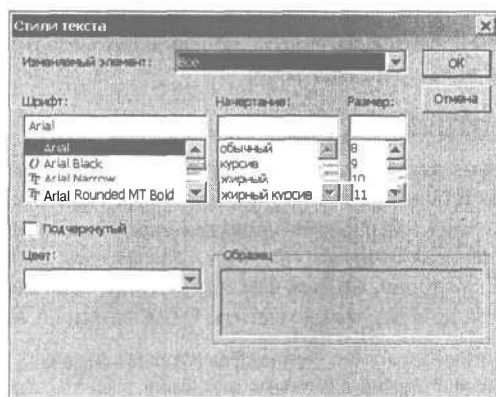 Стили текста
Изменяемый элемент: Все
OK
Отмена
Шрифт: Начертание: Размер:
Arial
Arial обычный 8
Arial Black курсив 9
Arial Narrow жирный 10
Arial Rounded MT Bold жирный курсив 11
Подчеркнутый
Цвет: Образец